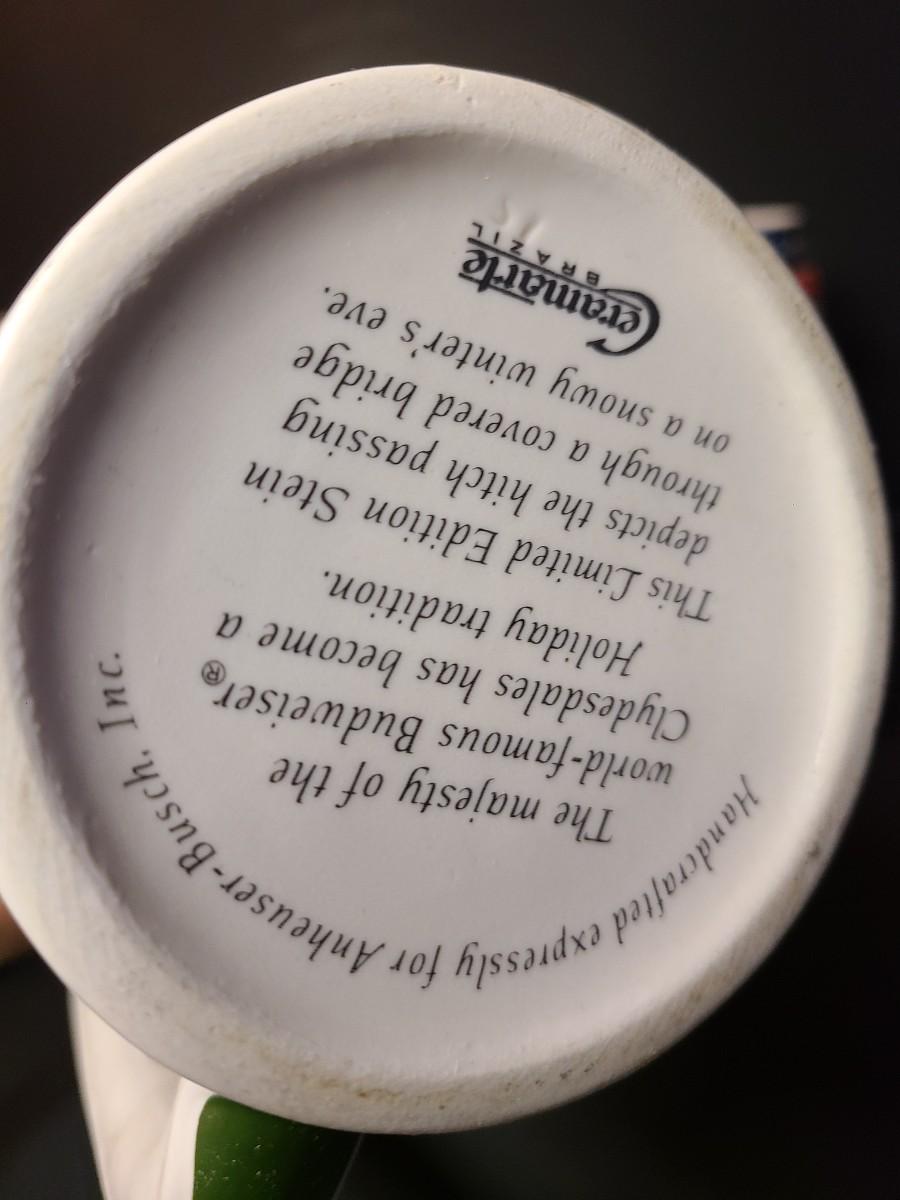 Handcrafted expressly for Anheuser-Busch, Inc.
The majesty of the
world-famous Budweiser®
Clydesdales has become a
Holiday tradition.
This Limited Edition Stein
depicts the hitch passing
through a covered bridge
on a snowy winter's eve.
Ceramarte
BRAZIL